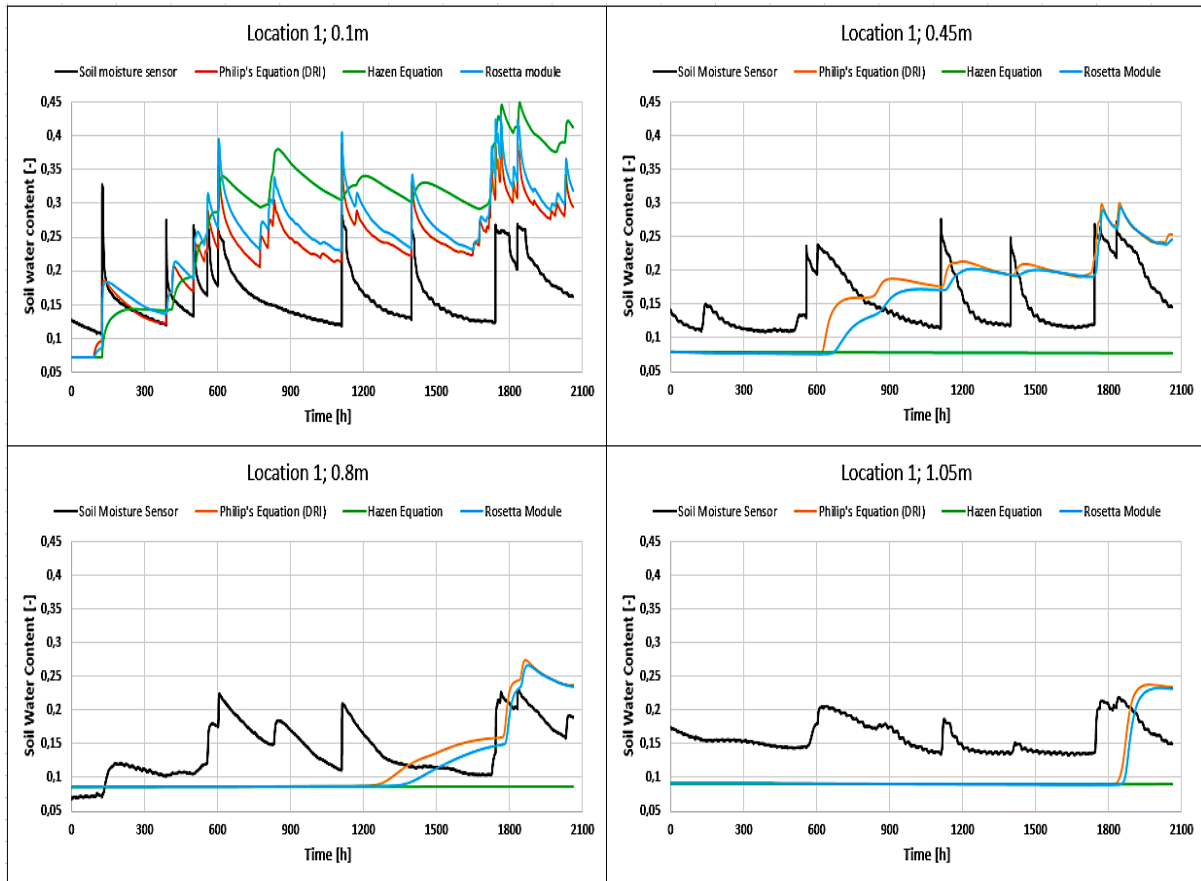 Location 1; 0.1m
Soil moisture sensor Philip's Equation (DRI) Hazen Equation Rosetta module
Soil Water Content [-]
0,45
0,4
0,35
0,3
0,25
0,2
0,15
0,1
0,05
0 300 600 900 1200 1500 1800 2100
Time [h]
Location 1; 0.45m
Soil Moisture Sensor Philip's Equation (DRI) Hazen Equation Rosetta Module
Soil Water Content [-]
0,45
0,4
0,35
0,3
0,25
0,2
0,15
0,1
0,05
0 300 600 900 1200 1500 1800 2100
Time [h]
Location 1; 0.8m
Soil Moisture Sensor Philip's Equation (DRI) Hazen Equation Rosetta Module
Soil Water Content [-]
0,45
0,4
0,35
0,3
0,25
0,2
0,15
0,1
0,05
0 300 600 900 1200 1500 1800 2100
Time [h]
Location 1; 1.05m
Soil Moisture Sensor Philip's Equation (DRI) Hazen Equation Rosetta Module
Soil Water Content [-]
0,45
0,4
0,35
0,3
0,25
0,2
0,15
0,1
0,05
0 300 600 900 1200 1500 1800 2100
Time [h]